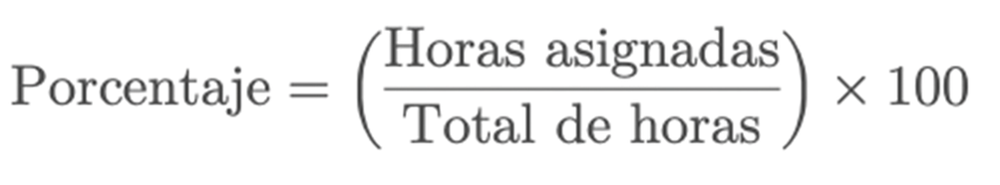 Porcentaje = (Horas asignadas / Total de horas) × 100